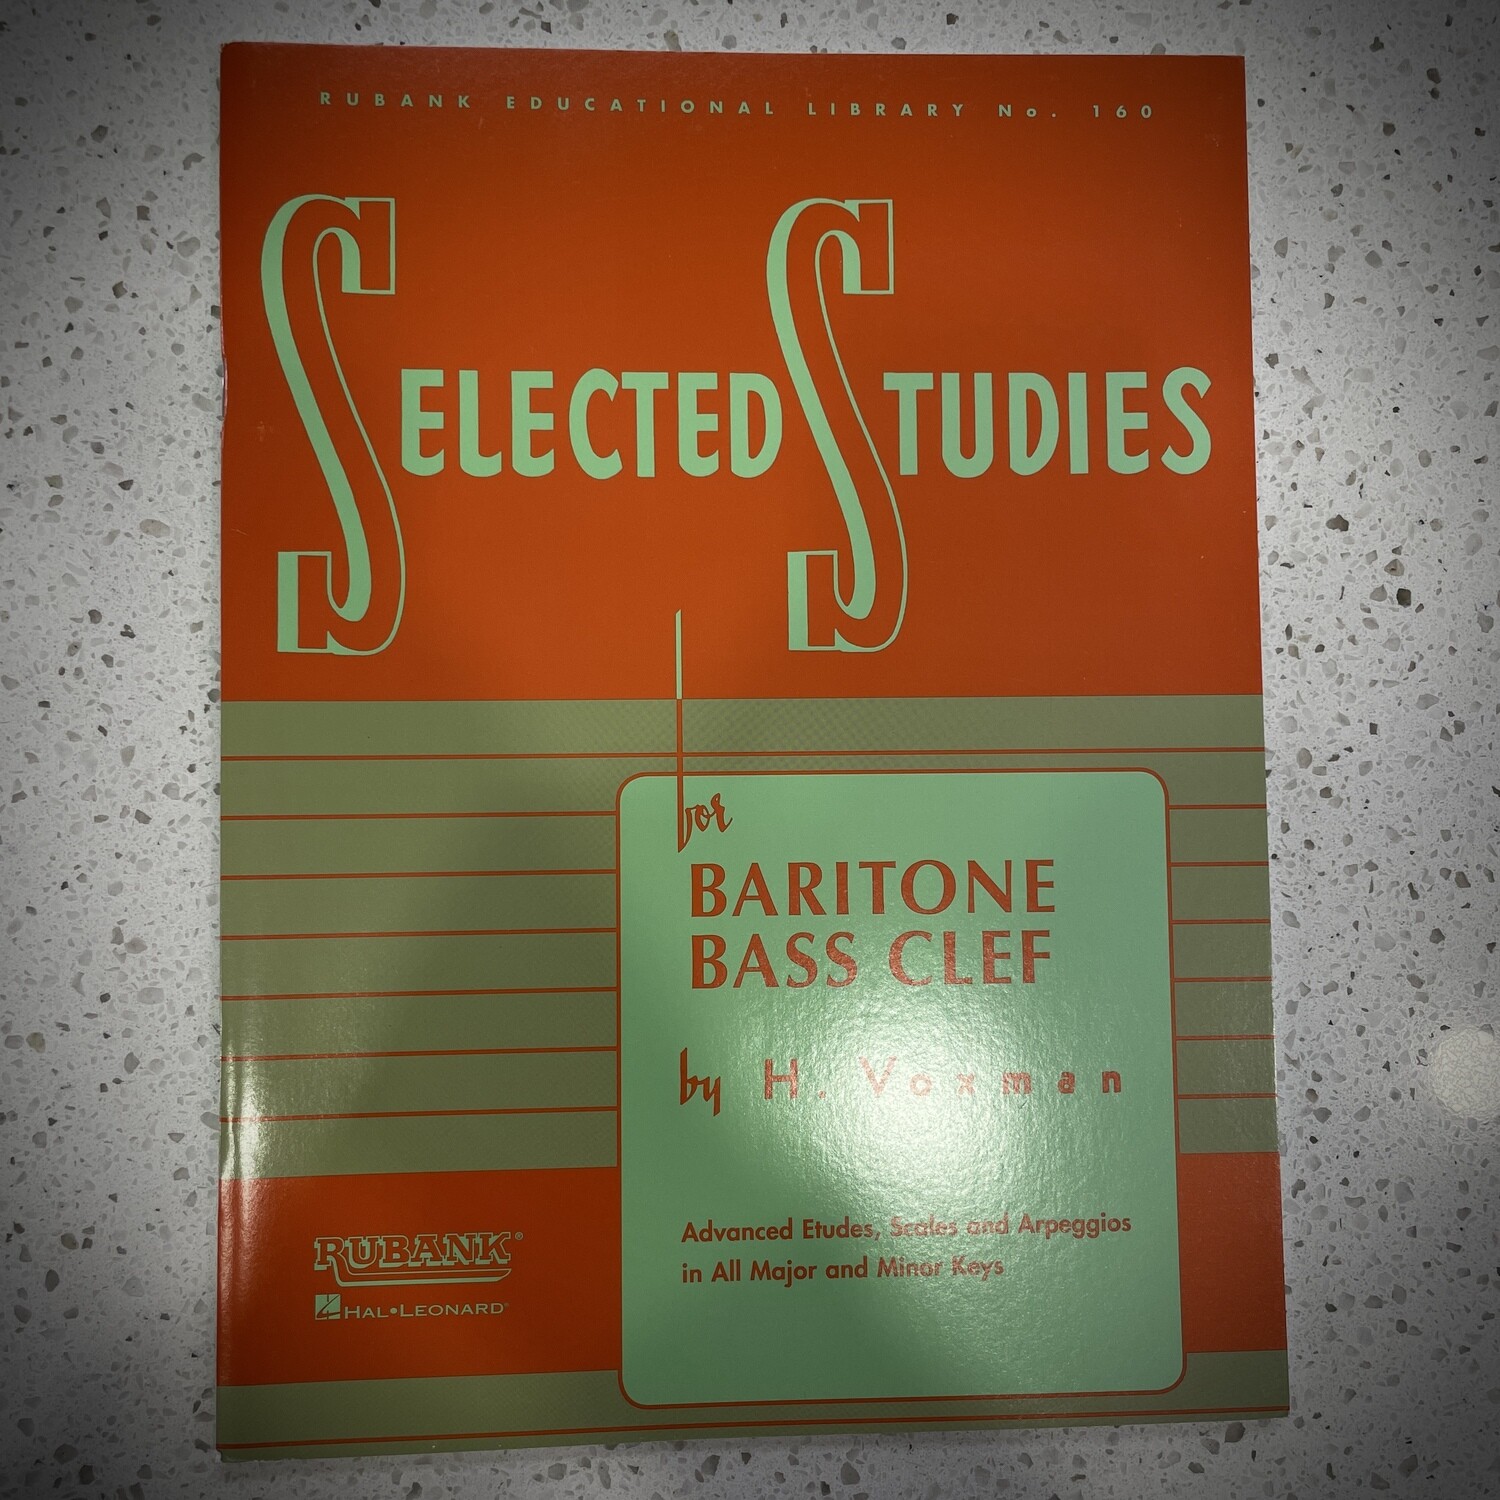 RUBANK EDUCATIONAL LIBRARY No. 160
SELECTED STUDIES
for
BARITONE
BASS CLEF
by H. Voxman
Advanced Etudes, Scales and Arpeggios
in All Major and Minor Keys
RUBANK®
HAL•LEONARD®